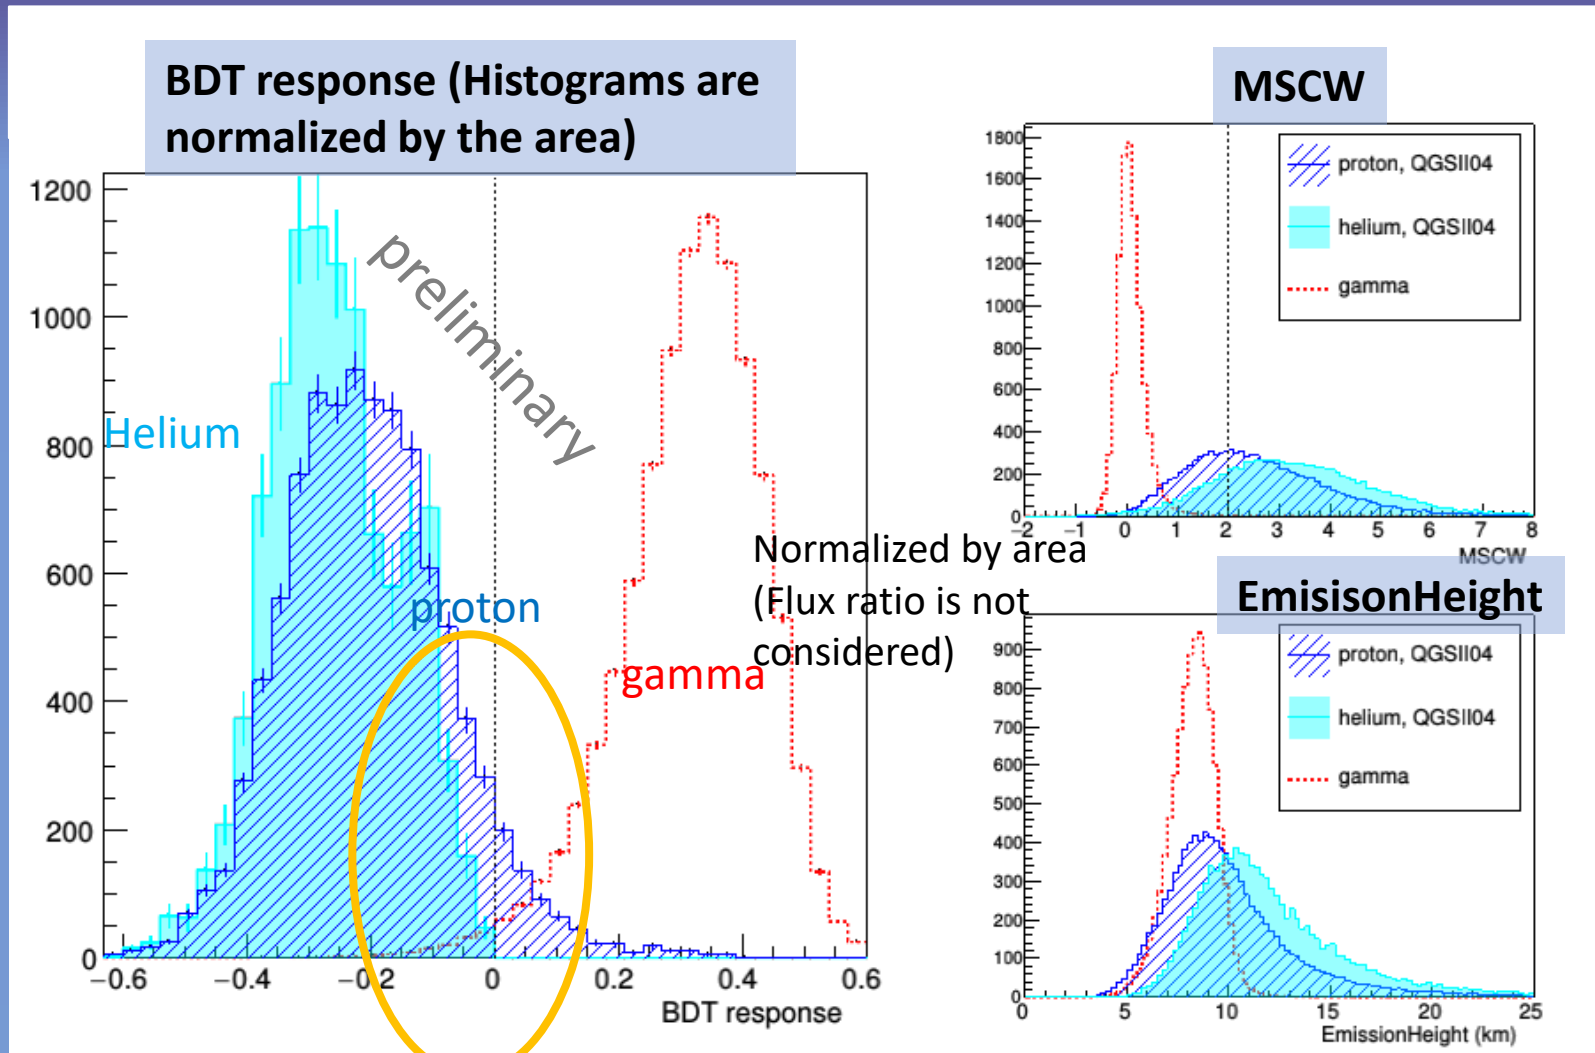 BDT response (Histograms are
normalized by the area)
1200
1000
800
600
400
200
0
−0.6
−0.4
−0.2
0
0.2
0.4
0.6
BDT response
preliminary
Helium
proton
gamma
Normalized by area
(Flux ratio is not
considered)
MSCW
1800
1600
1400
1200
1000
800
600
400
200
0
−2
−1
0
1
2
3
4
5
6
7
8
MSCW
proton, QGSII04
helium, QGSII04
gamma
EmisisonHeight
900
800
700
600
500
400
300
200
100
0
0
5
10
15
20
25
EmissionHeight (km)
proton, QGSII04
helium, QGSII04
gamma